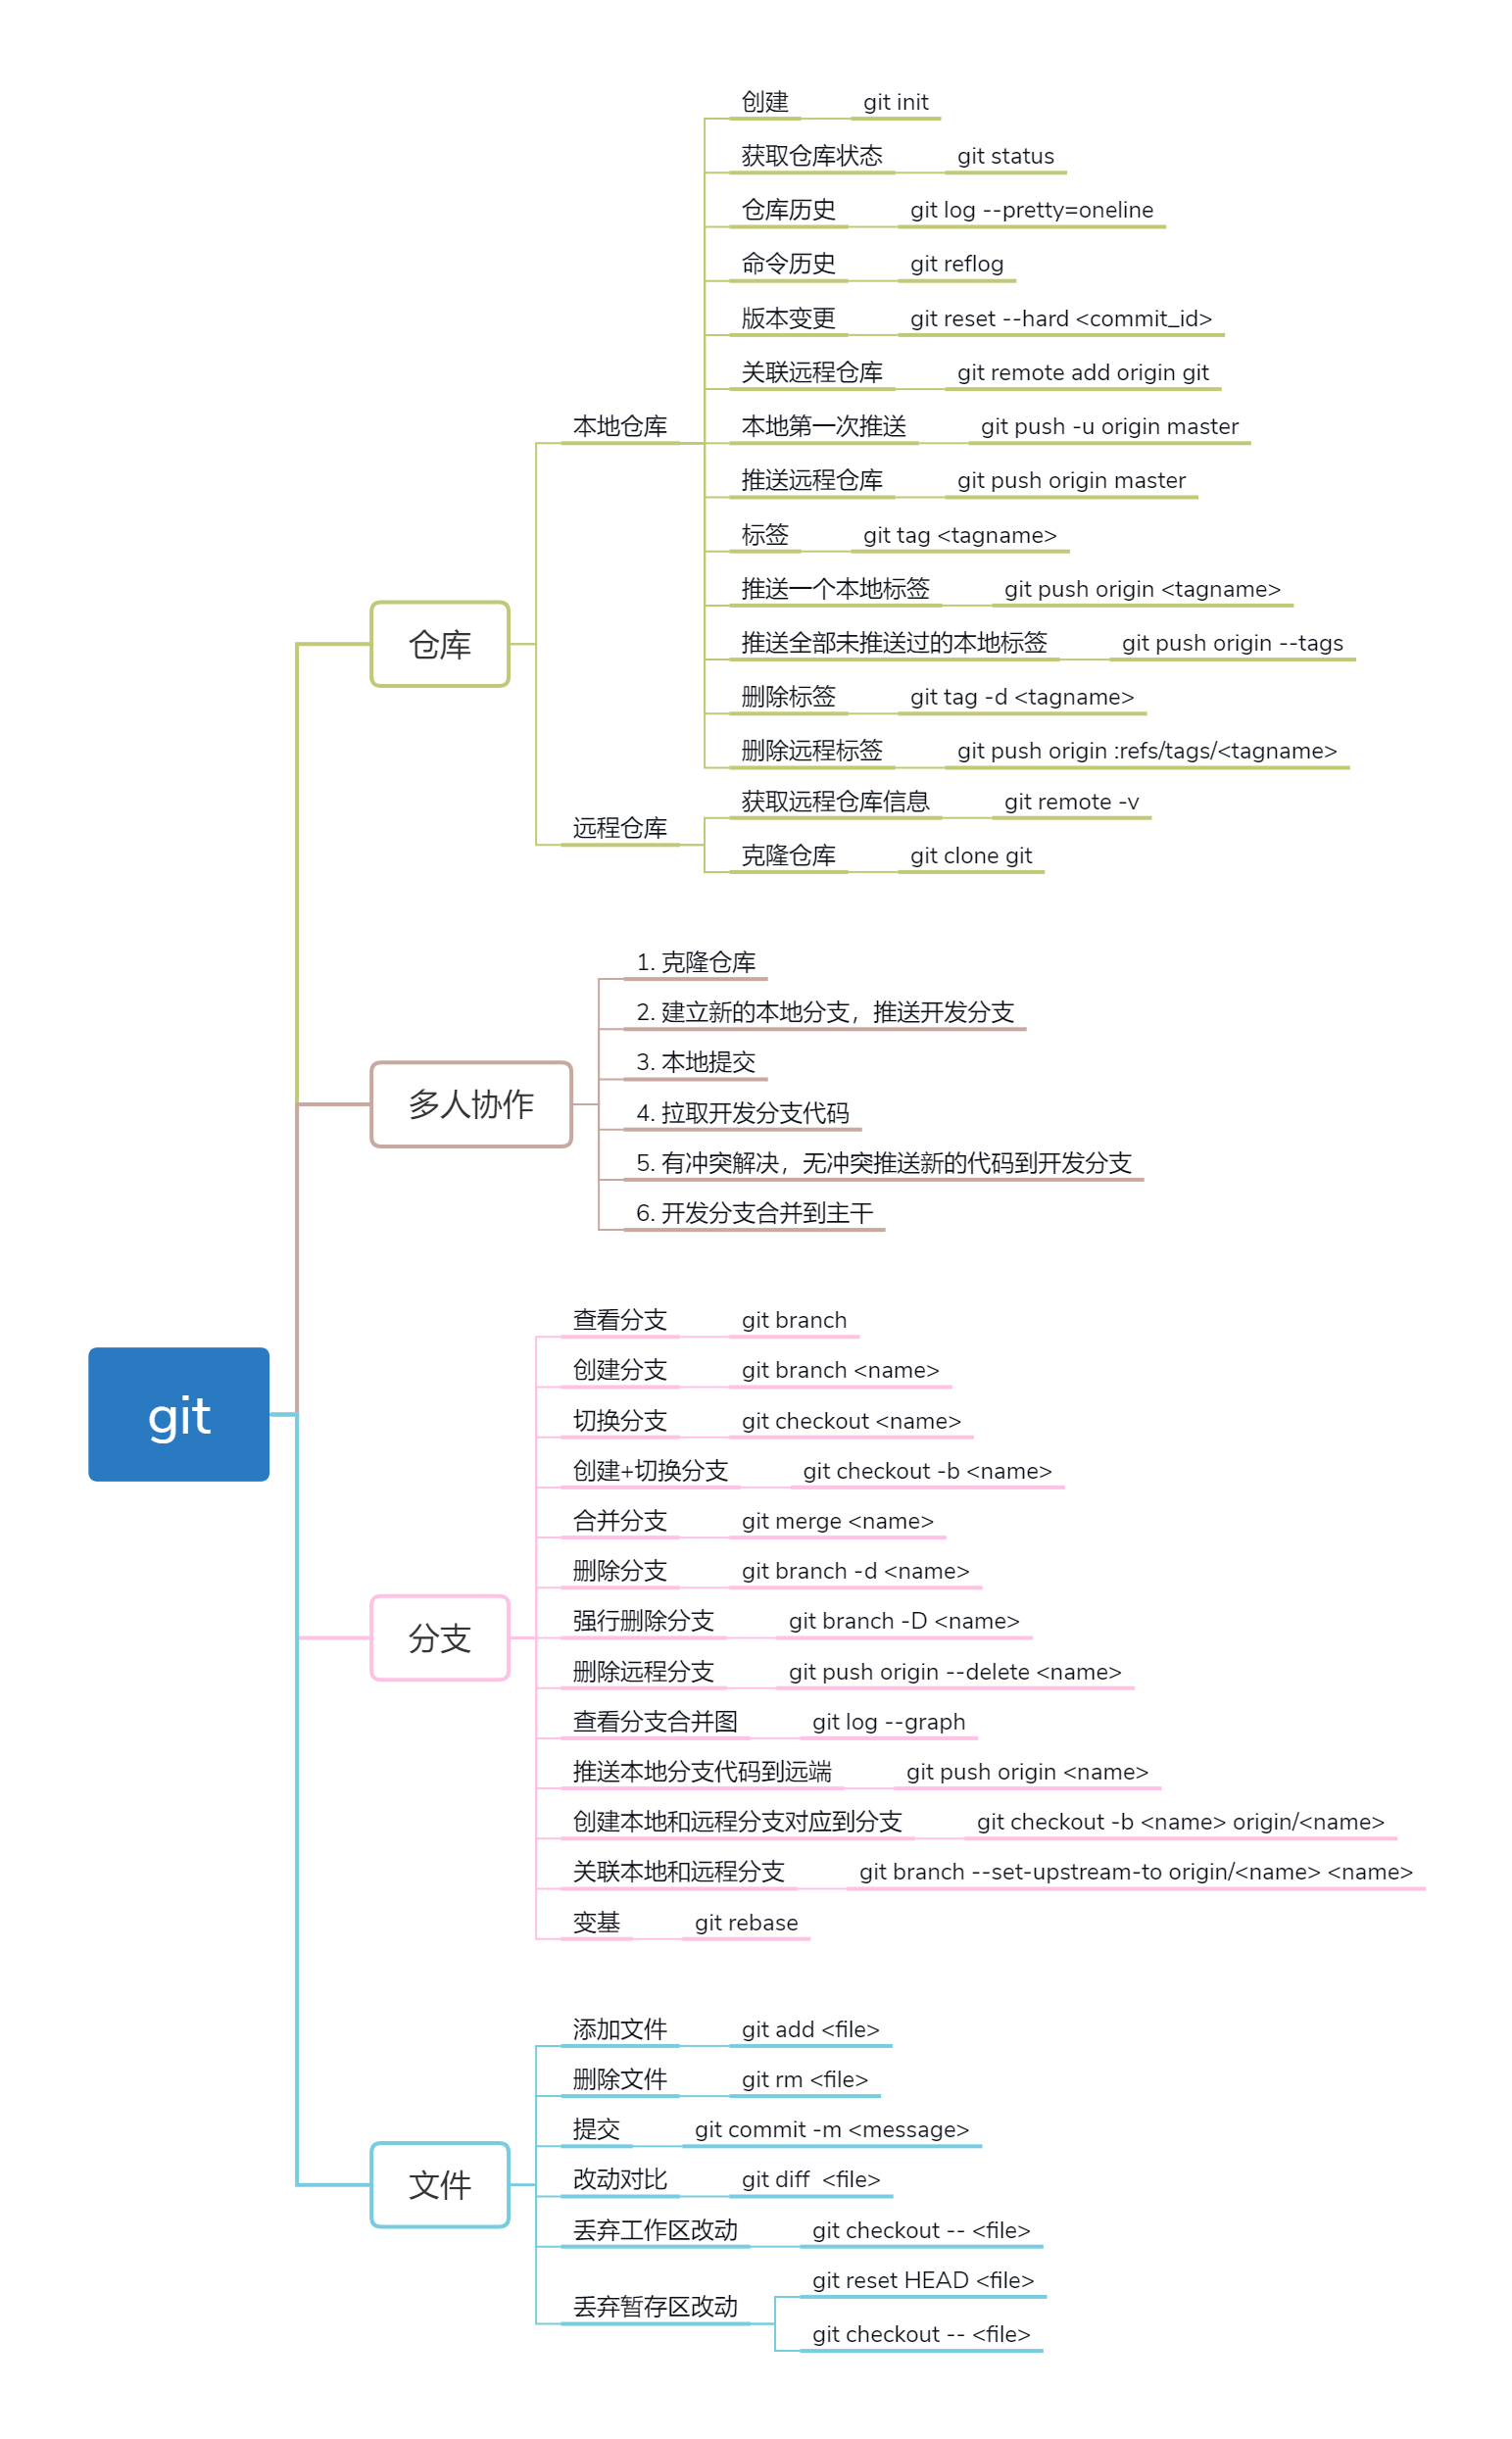 git
仓库
本地仓库
创建 git init
获取仓库状态 git status
仓库历史 git log --pretty=oneline
命令历史 git reflog
版本变更 git reset --hard <commit_id>
关联远程仓库 git remote add origin git
本地第一次推送 git push -u origin master
推送远程仓库 git push origin master
标签 git tag <tagname>
推送一个本地标签 git push origin <tagname>
推送全部未推送过的本地标签 git push origin --tags
删除标签 git tag -d <tagname>
删除远程标签 git push origin :refs/tags/<tagname>
远程仓库
获取远程仓库信息 git remote -v
克隆仓库 git clone git
多人协作
1. 克隆仓库
2. 建立新的本地分支，推送开发分支
3. 本地提交
4. 拉取开发分支代码
5. 有冲突解决，无冲突推送新的代码到开发分支
6. 开发分支合并到主干
分支
查看分支 git branch
创建分支 git branch <name>
切换分支 git checkout <name>
创建+切换分支 git checkout -b <name>
合并分支 git merge <name>
删除分支 git branch -d <name>
强行删除分支 git branch -D <name>
删除远程分支 git push origin --delete <name>
查看分支合并图 git log --graph
推送本地分支代码到远端 git push origin <name>
创建本地和远程分支对应到分支 git checkout -b <name> origin/<name>
关联本地和远程分支 git branch --set-upstream-to origin/<name> <name>
变基 git rebase
文件
添加文件 git add <file>
删除文件 git rm <file>
提交 git commit -m <message>
改动对比 git diff  <file>
丢弃工作区改动 git checkout -- <file>
丢弃暂存区改动
git reset HEAD <file>
git checkout -- <file>